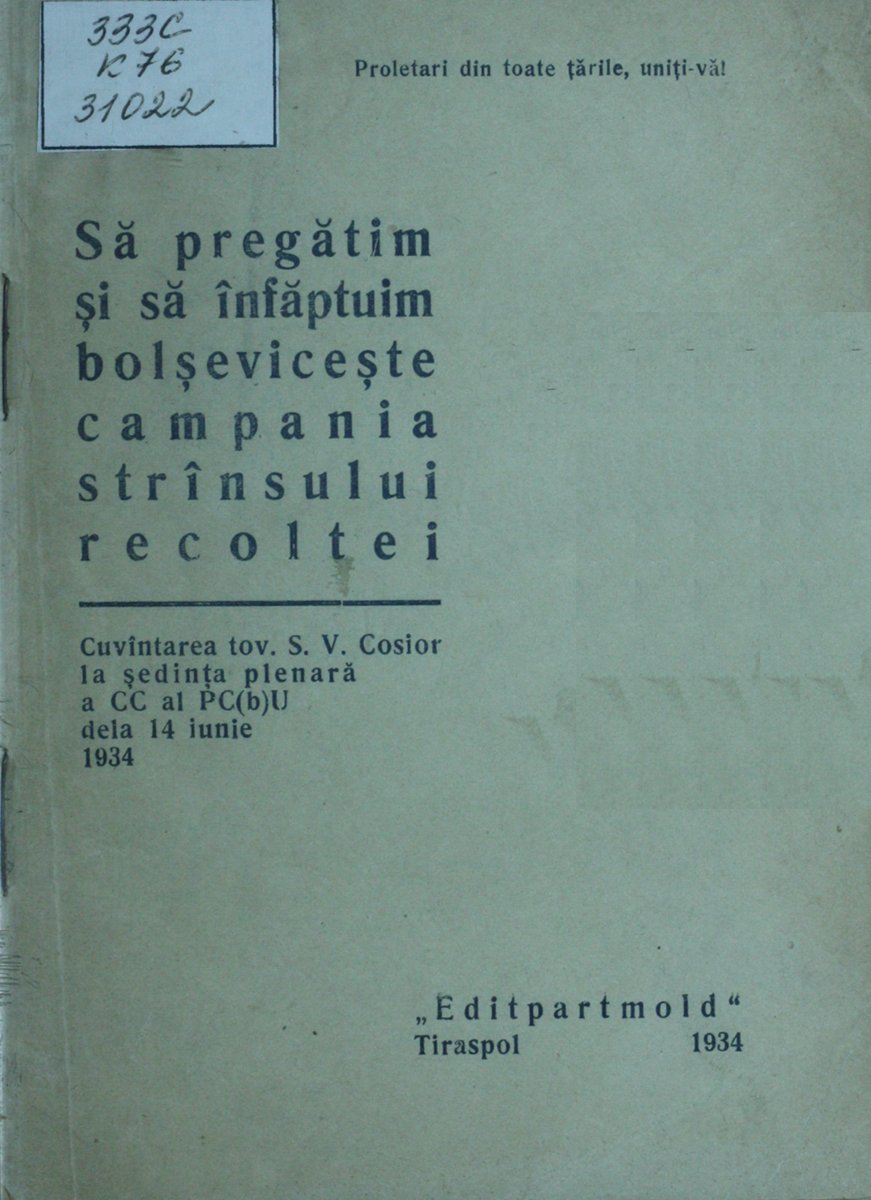 333C
K76
31022
Proletari din toate țările, uniți-vă!
Să pregătim
și să înfăptuim
bolșevicește
campania
strînsului
recoltei
Cuvîntarea tov. S. V. Cosior
la ședința plenară
a CC al PC(b)U
dela 14 iunie
1934
„Editpartmold“
Tiraspol 1934